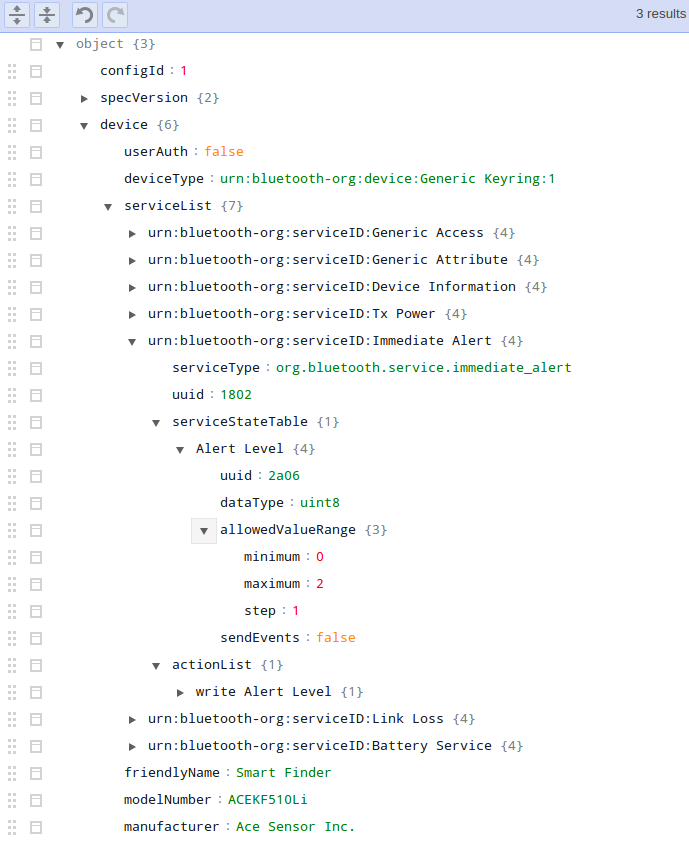 3 results
object {3}
configId : 1
specVersion {2}
device {6}
userAuth : false
deviceType : urn:bluetooth-org:device:Generic Keyring:1
serviceList {7}
urn:bluetooth-org:serviceID:Generic Access {4}
urn:bluetooth-org:serviceID:Generic Attribute {4}
urn:bluetooth-org:serviceID:Device Information {4}
urn:bluetooth-org:serviceID:Tx Power {4}
urn:bluetooth-org:serviceID:Immediate Alert {4}
serviceType : org.bluetooth.service.immediate_alert
uuid : 1802
serviceStateTable {1}
Alert Level {4}
uuid : 2a06
dataType : uint8
allowedValueRange {3}
minimum : 0
maximum : 2
step : 1
sendEvents : false
actionList {1}
write Alert Level {1}
urn:bluetooth-org:serviceID:Link Loss {4}
urn:bluetooth-org:serviceID:Battery Service {4}
friendlyName : Smart Finder
modelNumber : ACEKF510Li
manufacturer : Ace Sensor Inc.